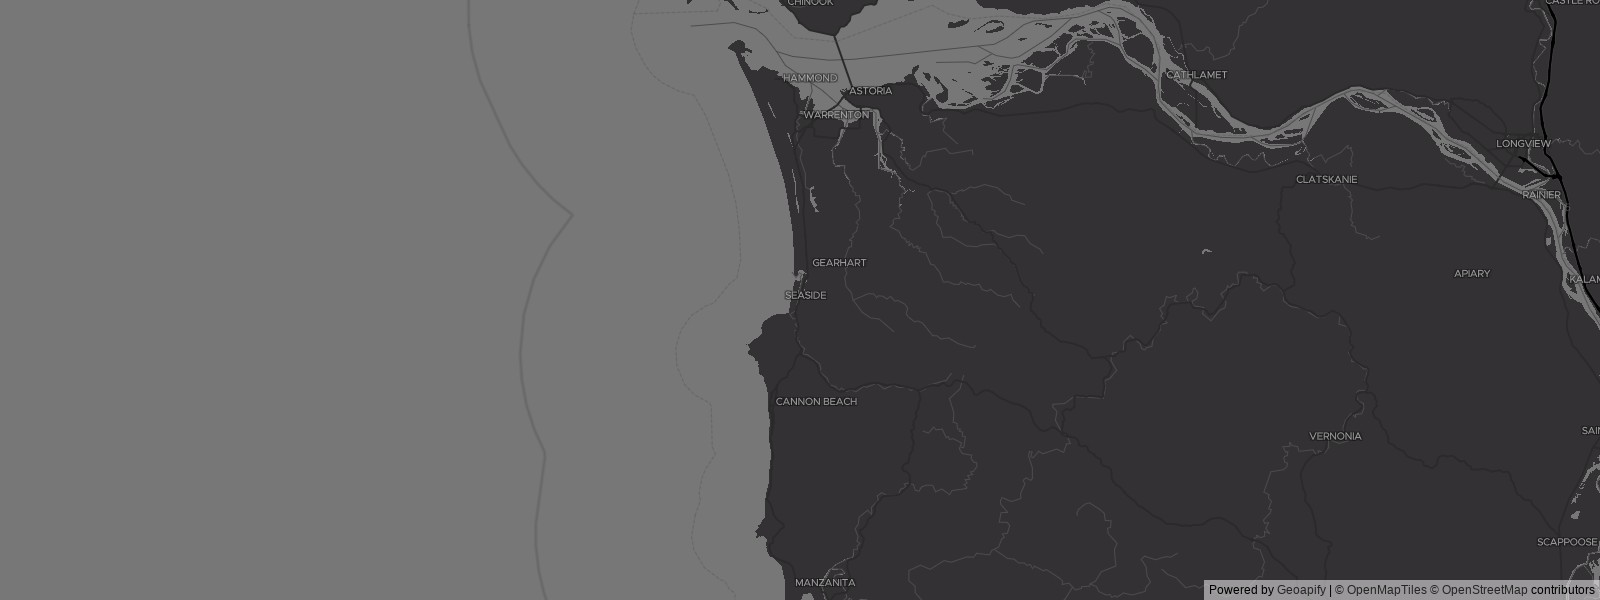 CHINOOK
CASTLE RO
HAMMOND
CATHLAMET
ASTORIA
WARRENTON
LONGVIEW
CLATSKANIE
RAINIER
GEARHART
APIARY
KALAM
SEASIDE
CANNON BEACH
SAI
VERNONIA
SCAPPOOSE
MANZANITA
Powered by Geoapify | © OpenMapTiles © OpenStreetMap contributors